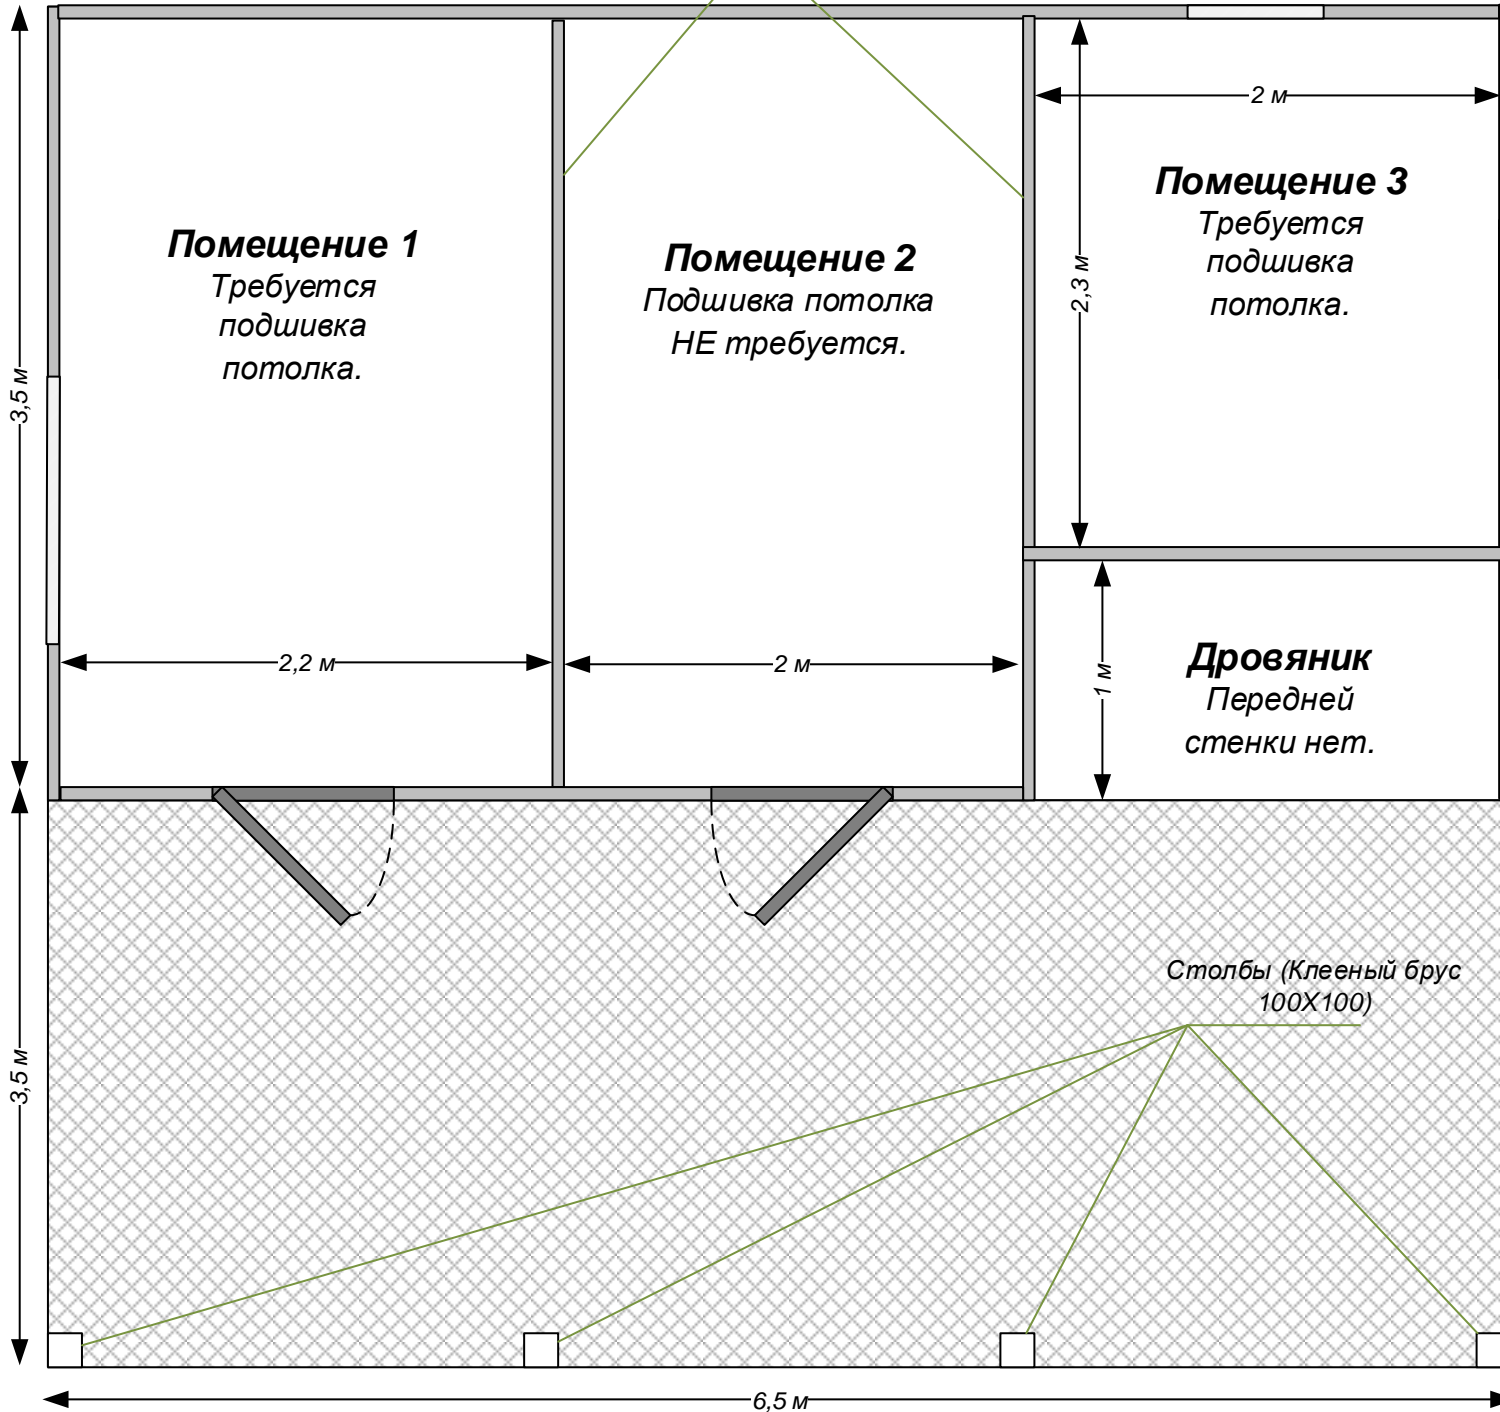 2 м
Помещение 3
Требуется
подшивка
потолка.
2,3 м
Помещение 1
Требуется
подшивка
потолка.
Помещение 2
Подшивка потолка
НЕ требуется.
3,5 м
2,2 м
2 м
1 м
Дровяник
Передней
стенки нет.
Столбы (Клееный брус
100Х100)
3,5 м
6,5 м